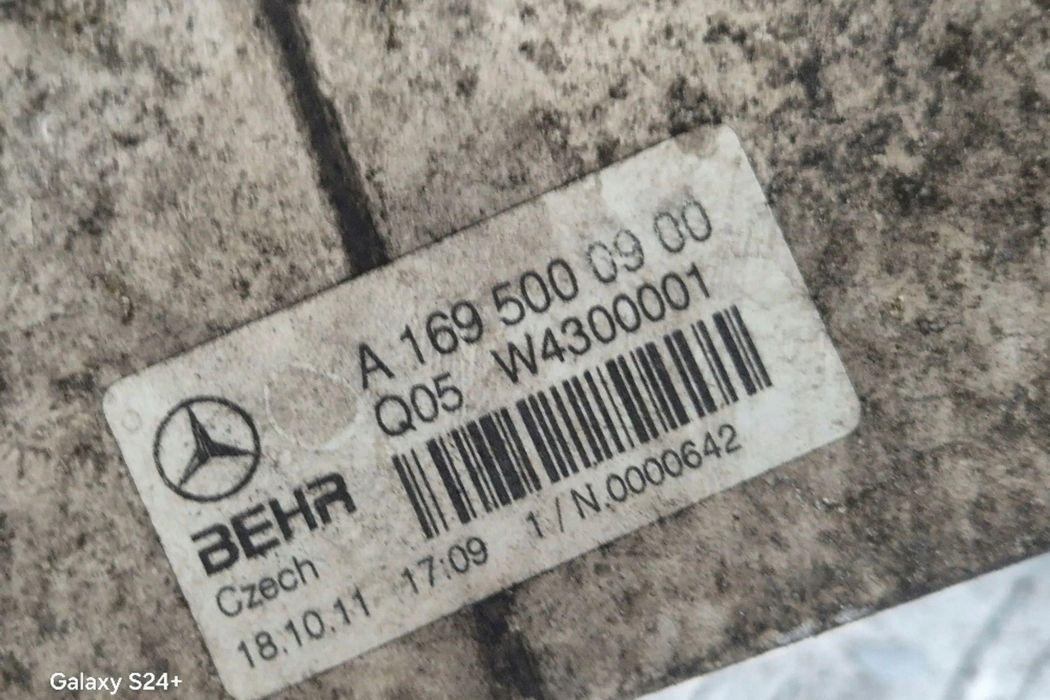 A 169 500 09 00
Q05 W4300001
BEHR
Czech
18.10.11 17:09 1 / N.0000642
Galaxy S24+